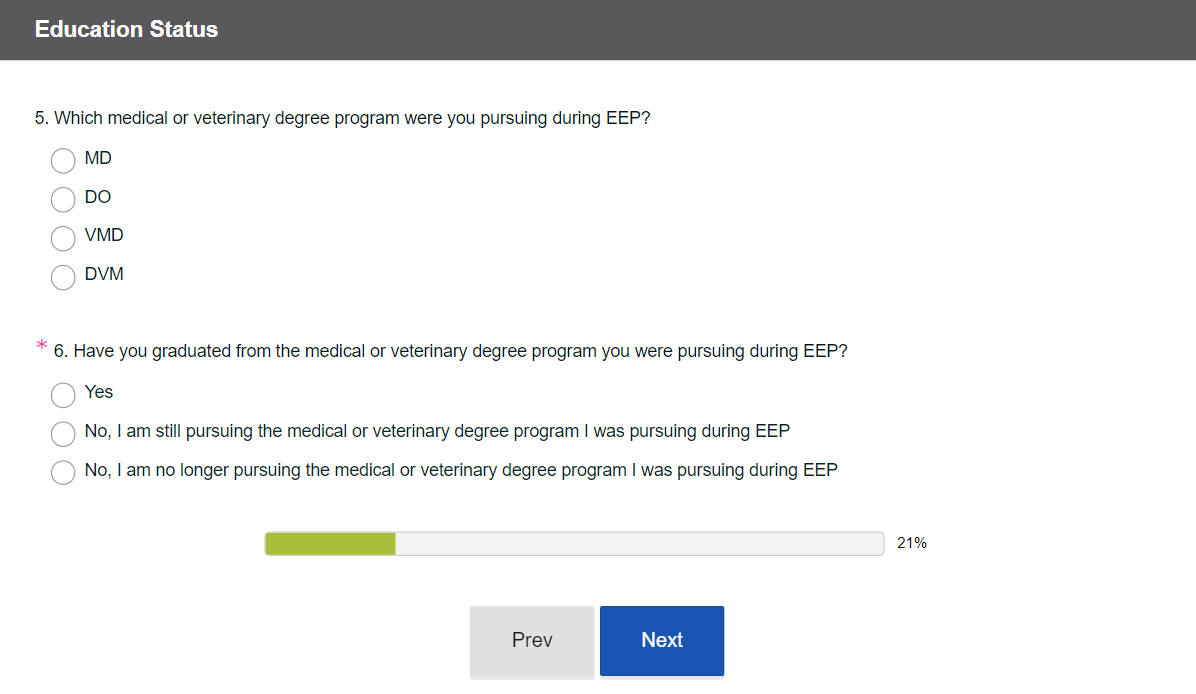 Education Status
5. Which medical or veterinary degree program were you pursuing during EEP?
MD
DO
VMD
DVM
* 6. Have you graduated from the medical or veterinary degree program you were pursuing during EEP?
Yes
No, I am still pursuing the medical or veterinary degree program I was pursuing during EEP
No, I am no longer pursuing the medical or veterinary degree program I was pursuing during EEP
21%
Prev Next